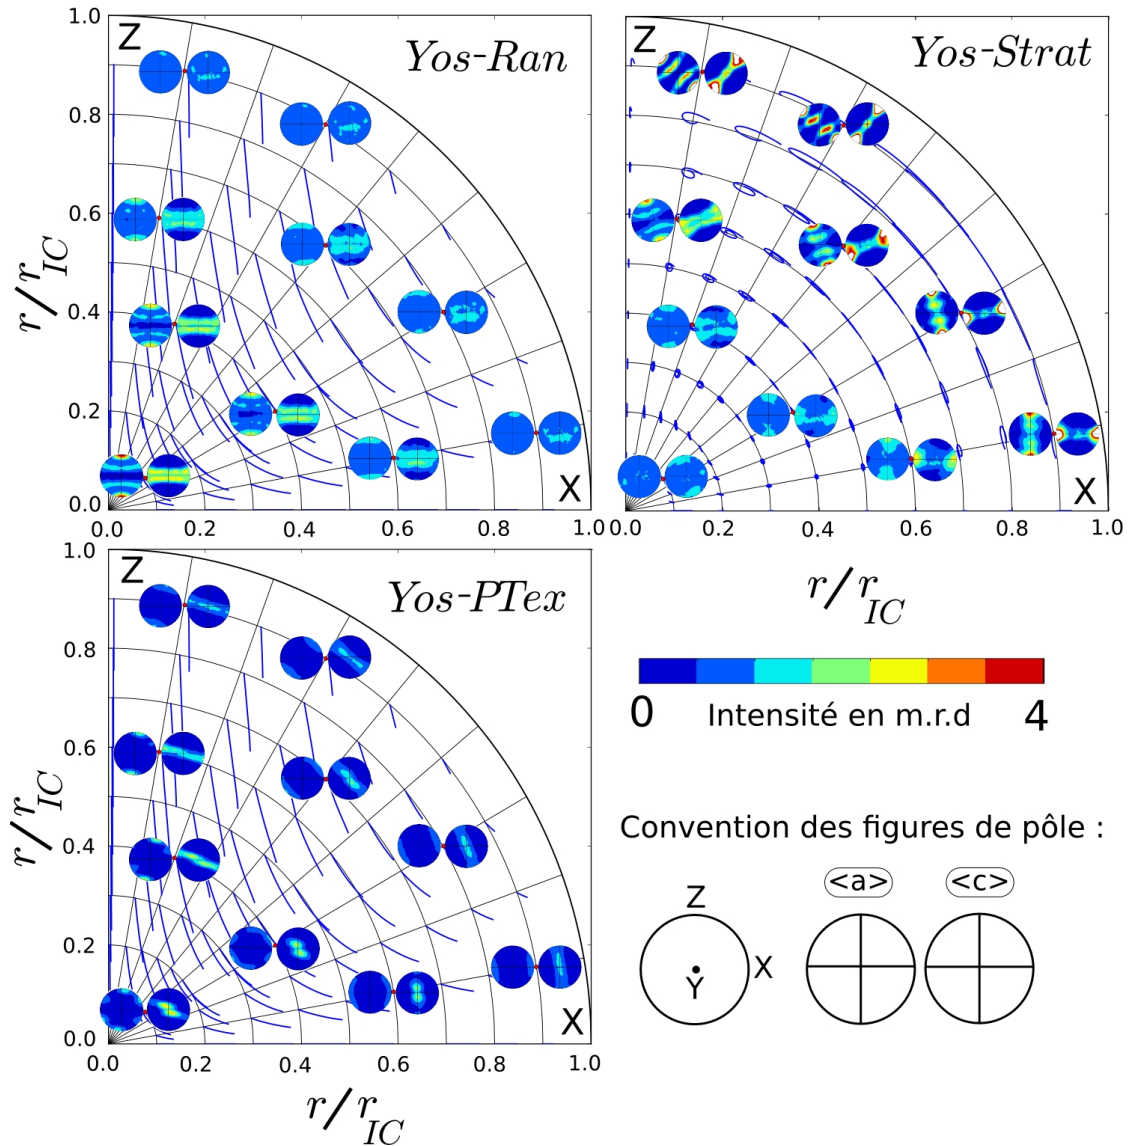 1.0
0.8
0.6
0.4
0.2
0.0
r/r_IC
Z
Yos-Ran
X
0.0 0.2 0.4 0.6 0.8 1.0
Z
Yos-Strat
X
0.0 0.2 0.4 0.6 0.8 1.0
r/r_IC
1.0
0.8
0.6
0.4
0.2
0.0
r/r_IC
Z
Yos-PTex
X
0.0 0.2 0.4 0.6 0.8 1.0
r/r_IC
0 Intensité en m.r.d 4
Convention des figures de pôle :
Z
X
Y
<a> <c>